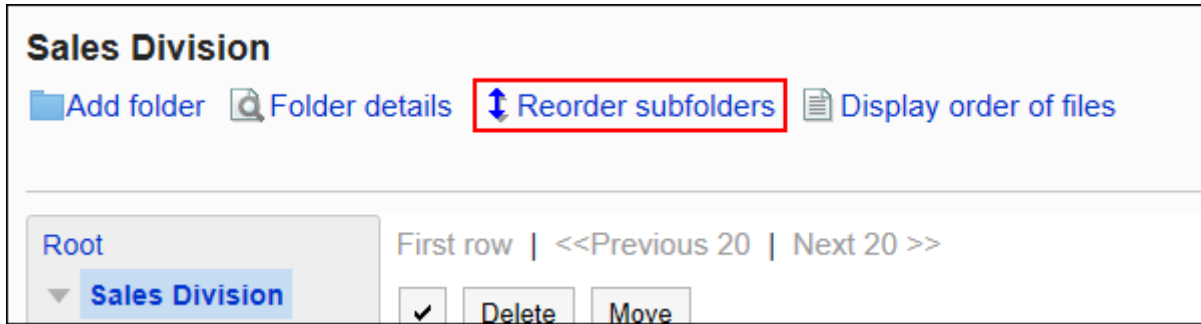 Sales Division
Add folder Folder details Reorder subfolders Display order of files
Root
First row | <<Previous 20 | Next 20 >>
Sales Division
Delete Move